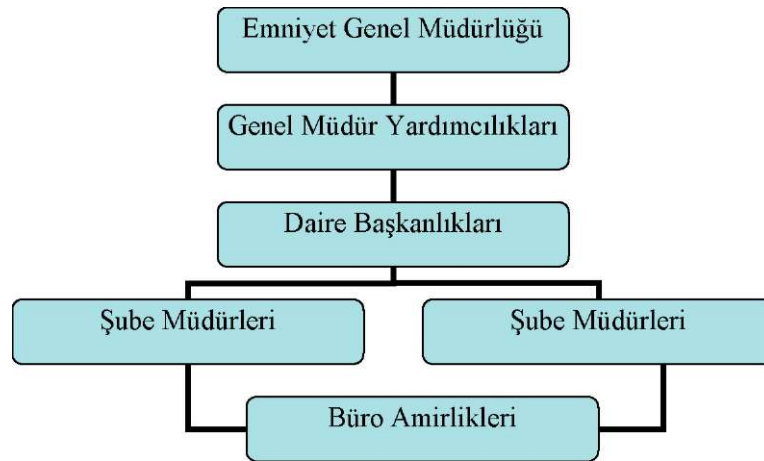 Emniyet Genel Müdürlüğü
Genel Müdür Yardımcılıkları
Daire Başkanlıkları
Şube Müdürleri
Şube Müdürleri
Büro Amirlikleri